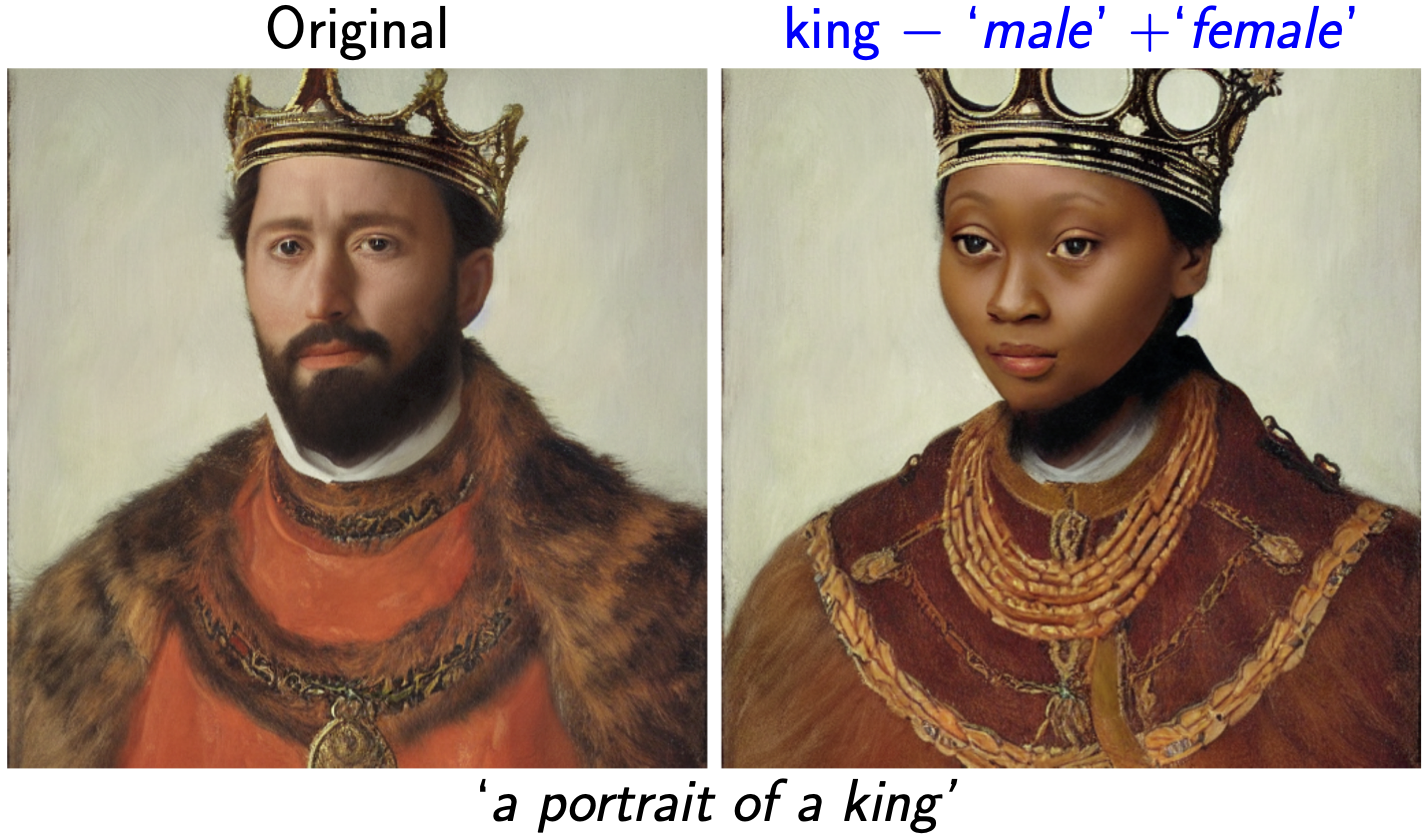 Original
king − ‘male’ +‘female’
‘a portrait of a king’